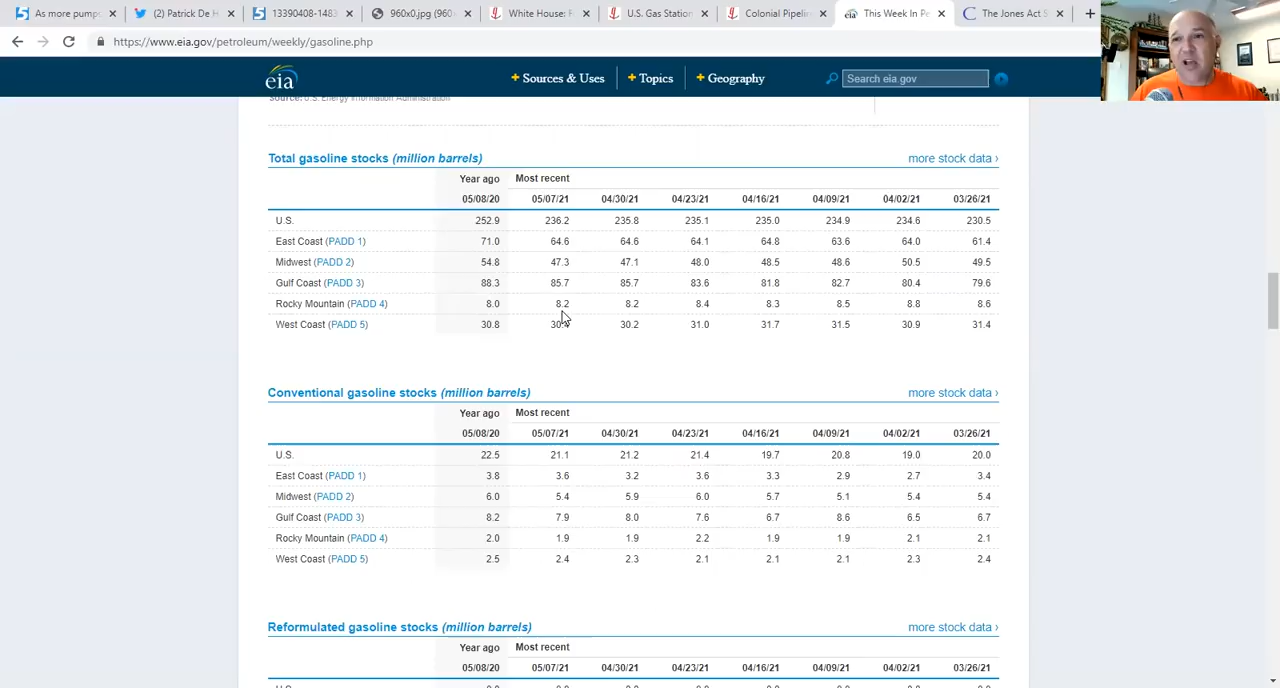 As more pump
(2) Patrick De H
13390408-1483
960x0.jpg (960×
White House: F
U.S. Gas Station
Colonial Pipelin
This Week In Pe
The Jones Act S
https://www.eia.gov/petroleum/weekly/gasoline.php
eia
+ Sources & Uses
+ Topics
+ Geography
Search eia.gov
Source: U.S. Energy Information Administration
Total gasoline stocks (million barrels) more stock data ›
Year ago Most recent
05/08/20 05/07/21 04/30/21 04/23/21 04/16/21 04/09/21 04/02/21 03/26/21
U.S. 252.9 236.2 235.8 235.1 235.0 234.9 234.6 230.5
East Coast (PADD 1) 71.0 64.6 64.6 64.1 64.8 63.6 64.0 61.4
Midwest (PADD 2) 54.8 47.3 47.1 48.0 48.5 48.6 50.5 49.5
Gulf Coast (PADD 3) 88.3 85.7 85.7 83.6 81.8 82.7 80.4 79.6
Rocky Mountain (PADD 4) 8.0 8.2 8.2 8.4 8.3 8.5 8.8 8.6
West Coast (PADD 5) 30.8 30.2 31.0 31.7 31.5 30.9 31.4
Conventional gasoline stocks (million barrels) more stock data ›
Year ago Most recent
05/08/20 05/07/21 04/30/21 04/23/21 04/16/21 04/09/21 04/02/21 03/26/21
U.S. 22.5 21.1 21.2 21.4 19.7 20.8 19.0 20.0
East Coast (PADD 1) 3.8 3.6 3.2 3.6 3.3 2.9 2.7 3.4
Midwest (PADD 2) 6.0 5.4 5.9 6.0 5.7 5.1 5.4 5.4
Gulf Coast (PADD 3) 8.2 7.9 8.0 7.6 6.7 8.6 6.5 6.7
Rocky Mountain (PADD 4) 2.0 1.9 1.9 2.2 1.9 1.9 2.1 2.1
West Coast (PADD 5) 2.5 2.4 2.3 2.1 2.1 2.1 2.3 2.4
Reformulated gasoline stocks (million barrels) more stock data ›
Year ago Most recent
05/08/20 05/07/21 04/30/21 04/23/21 04/16/21 04/09/21 04/02/21 03/26/21